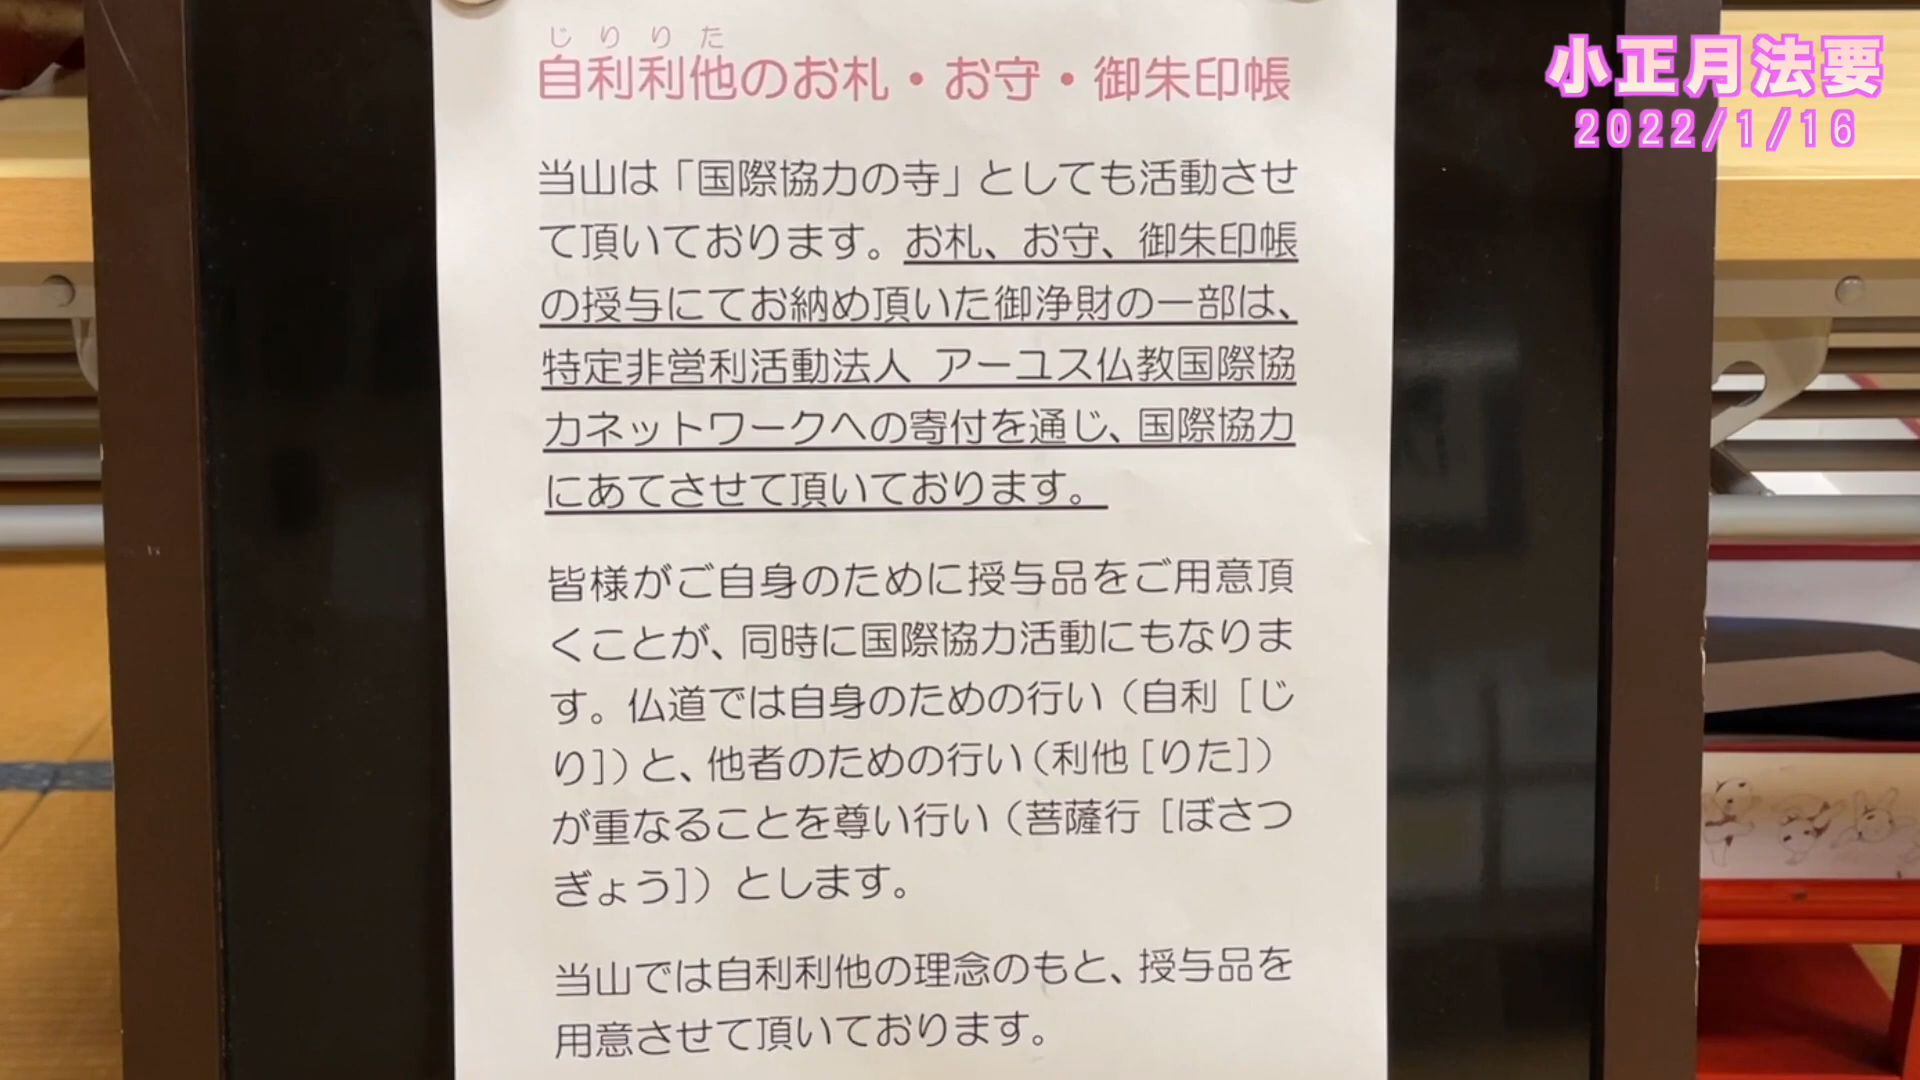 じりりた
自利利他のお札・お守・御朱印帳
当山は「国際協力の寺」としても活動させ
て頂いております。お札、お守、御朱印帳
の授与にてお納め頂いた御浄財の一部は、
特定非営利活動法人 アーユス仏教国際協
力ネットワークへの寄付を通じ、国際協力
にあてさせて頂いております。
皆様がご自身のために授与品をご用意頂
くことが、同時に国際協力活動にもなりま
す。仏道では自身のための行い（自利［じ
り］）と、他者のための行い（利他［りた］）
が重なることを尊い行い（菩薩行［ぼさつ
ぎょう］）とします。
当山では自利利他の理念のもと、授与品を
用意させて頂いております。
小正月法要
2022/1/16